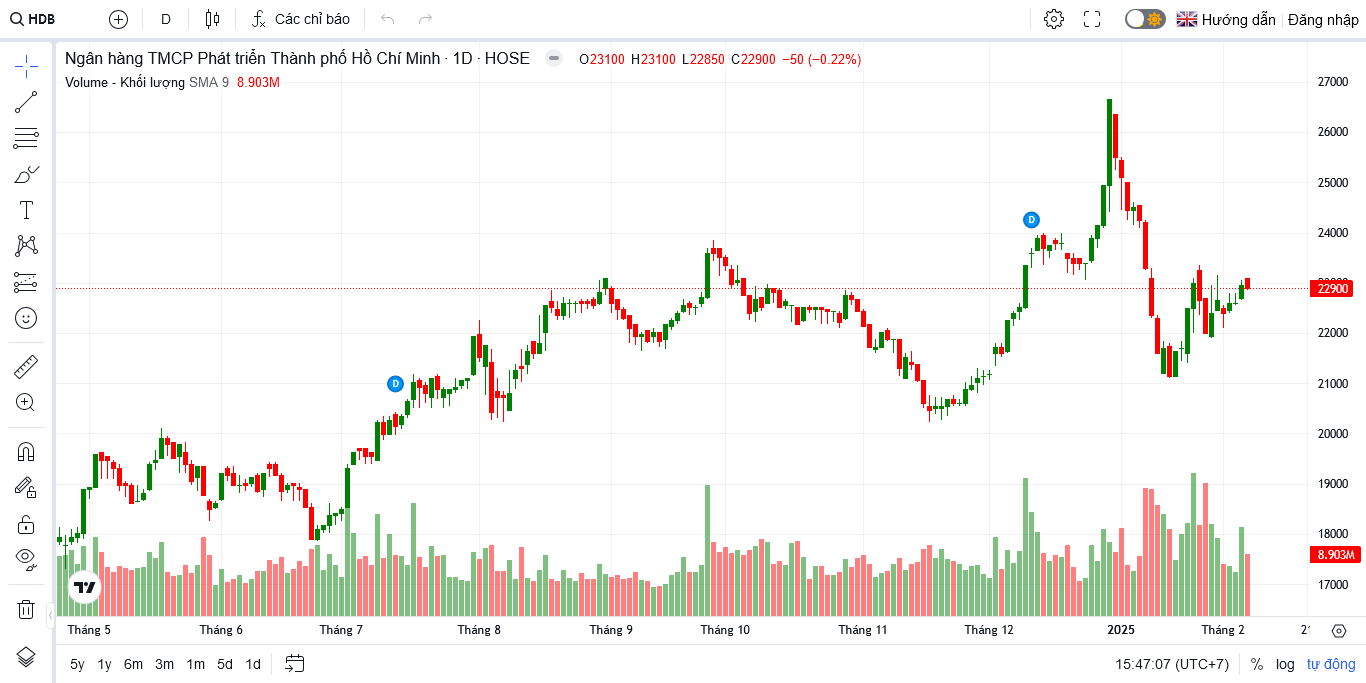 HDB D Các chỉ báo Hướng dẫn Đăng nhập
Ngân hàng TMCP Phát triển Thành phố Hồ Chí Minh · 1D · HOSE O23100 H23100 L22850 C22900 −50 (−0.22%)
Volume - Khối lượng SMA 9 8.903M
27000
26000
25000
24000
22900
22000
21000
20000
19000
18000
8.903M
17000
D
D
Tháng 5 Tháng 6 Tháng 7 Tháng 8 Tháng 9 Tháng 10 Tháng 11 Tháng 12 2025 Tháng 2
5y 1y 6m 3m 1m 5d 1d 15:47:07 (UTC+7) % log tự động